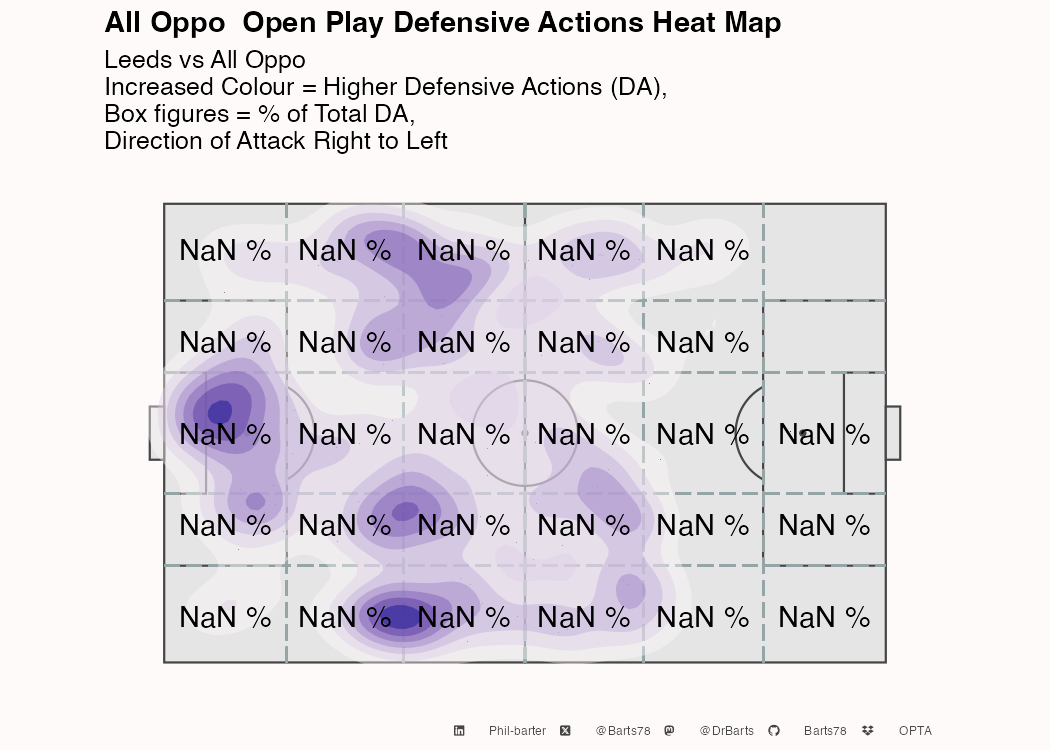 All Oppo  Open Play Defensive Actions Heat Map
Leeds vs All Oppo
Increased Colour = Higher Defensive Actions (DA),
Box figures = % of Total DA,
Direction of Attack Right to Left
NaN % NaN % NaN % NaN % NaN %
NaN % NaN % NaN % NaN % NaN %
NaN % NaN % NaN % NaN % NaN % NaN %
NaN % NaN % NaN % NaN % NaN % NaN %
NaN % NaN % NaN % NaN % NaN % NaN %
Phil-barter @Barts78 @DrBarts Barts78 OPTA